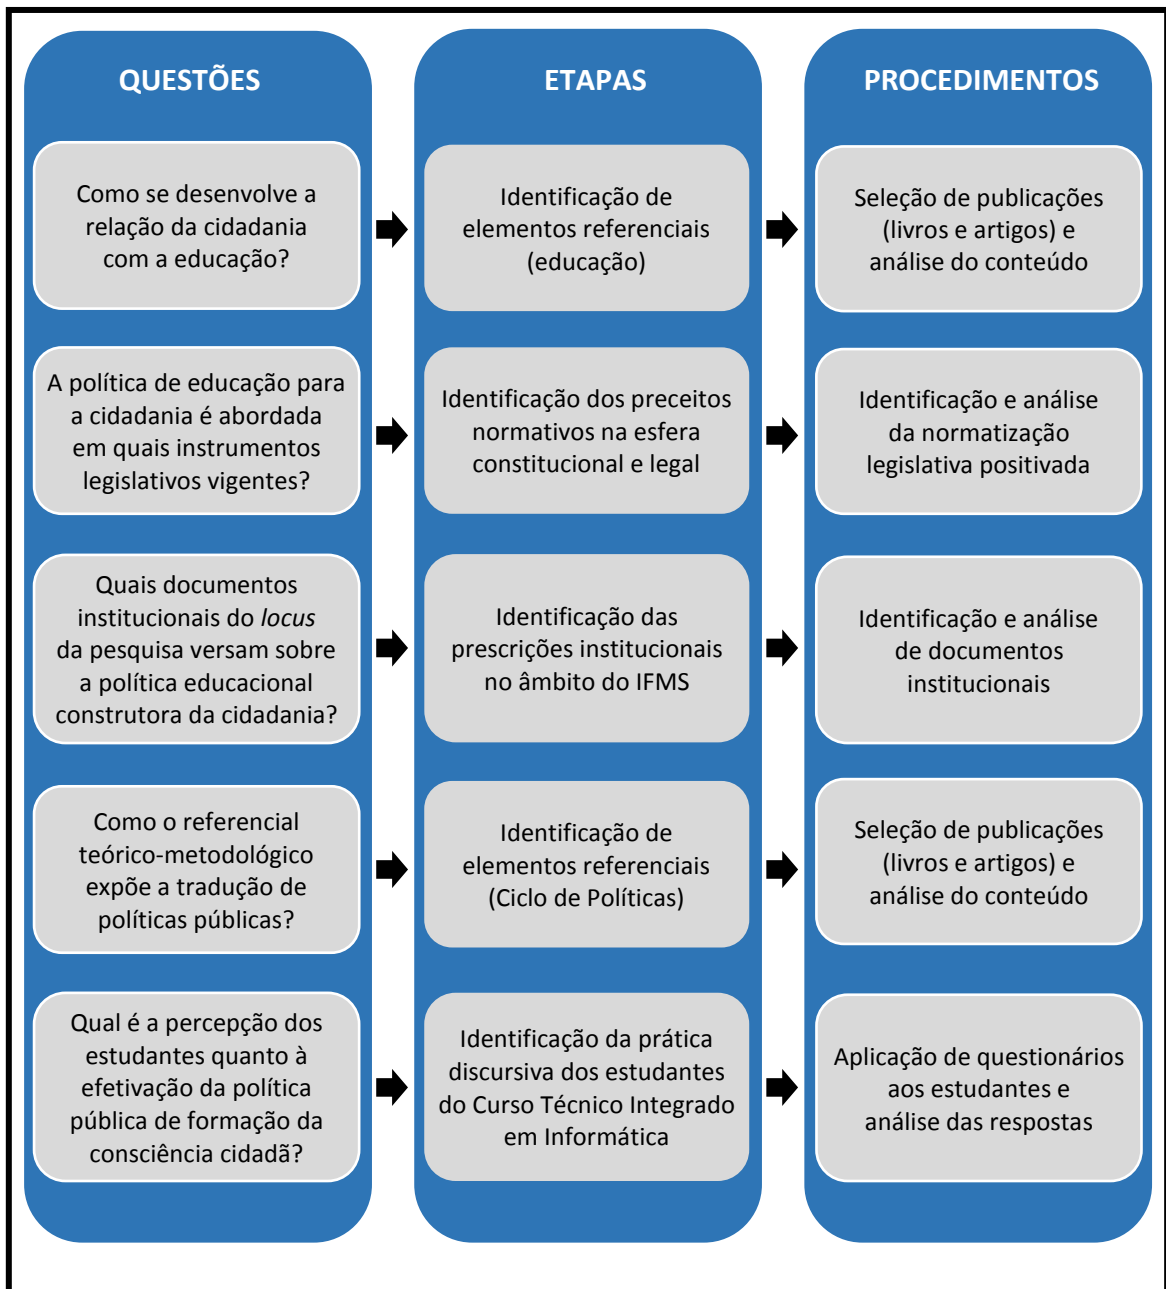 QUESTÕES
ETAPAS
PROCEDIMENTOS
Como se desenvolve a
relação da cidadania
com a educação?
Identificação de
elementos referenciais
(educação)
Seleção de publicações
(livros e artigos) e
análise do conteúdo
A política de educação para
a cidadania é abordada
em quais instrumentos
legislativos vigentes?
Identificação dos preceitos
normativos na esfera
constitucional e legal
Identificação e análise
da normatização
legislativa positivada
Quais documentos
institucionais do locus
da pesquisa versam sobre
a política educacional
construtora da cidadania?
Identificação das
prescrições institucionais
no âmbito do IFMS
Identificação e análise
de documentos
institucionais
Como o referencial
teórico-metodológico
expõe a tradução de
políticas públicas?
Identificação de
elementos referenciais
(Ciclo de Políticas)
Seleção de publicações
(livros e artigos) e
análise do conteúdo
Qual é a percepção dos
estudantes quanto à
efetivação da política
pública de formação da
consciência cidadã?
Identificação da prática
discursiva dos estudantes
do Curso Técnico Integrado
em Informática
Aplicação de questionários
aos estudantes e
análise das respostas